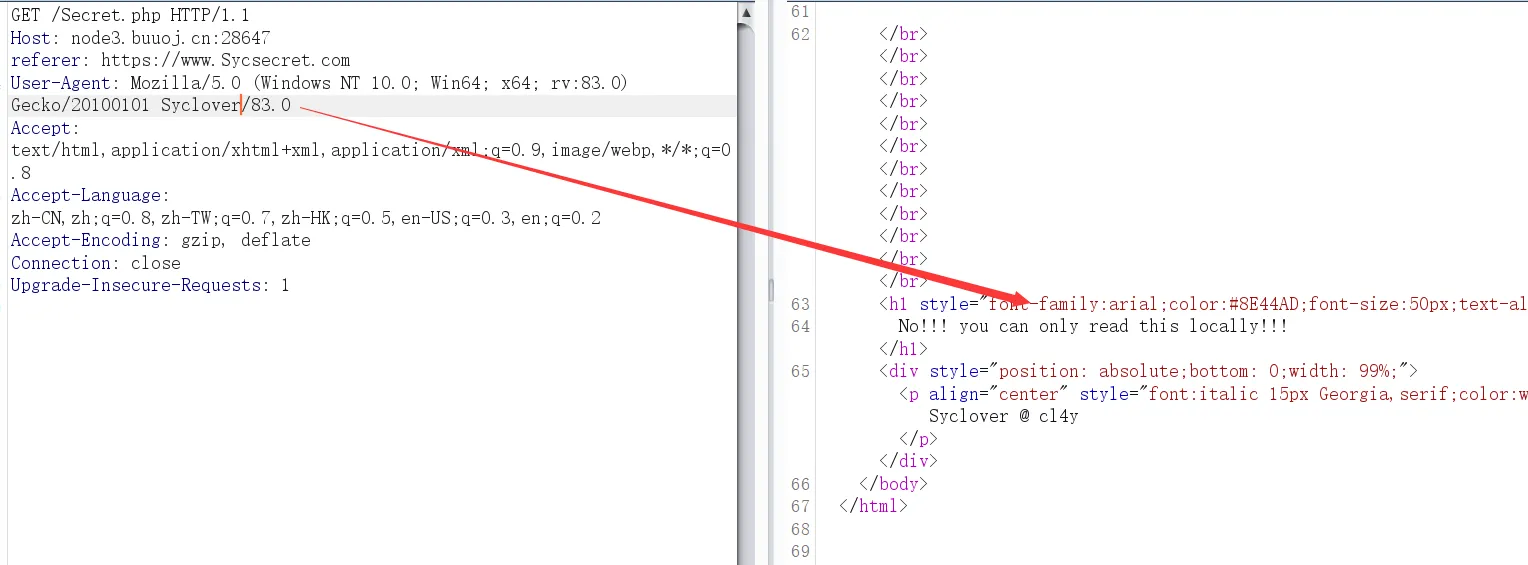 GET /Secret.php HTTP/1.1
Host: node3.buuoj.cn:28647
referer: https://www.Sycsecret.com
User-Agent: Mozilla/5.0 (Windows NT 10.0; Win64; x64; rv:83.0)
Gecko/20100101 Syclover/83.0
Accept:
text/html,application/xhtml+xml,application/xml;q=0.9,image/webp,*/*;q=0
.8
Accept-Language:
zh-CN,zh;q=0.8,zh-TW;q=0.7,zh-HK;q=0.5,en-US;q=0.3,en;q=0.2
Accept-Encoding: gzip, deflate
Connection: close
Upgrade-Insecure-Requests: 1
61
62 </br>
</br>
</br>
</br>
</br>
</br>
</br>
</br>
</br>
</br>
</br>
</br>
63 <h1 style="font-family:arial;color:#8E44AD;font-size:50px;text-al
64 No!!! you can only read this locally!!!
</h1>
65 <div style="position: absolute;bottom: 0;width: 99%;">
<p align="center" style="font:italic 15px Georgia,serif;color:w
Syclover @ cl4y
</p>
</div>
66 </body>
67 </html>
68
69